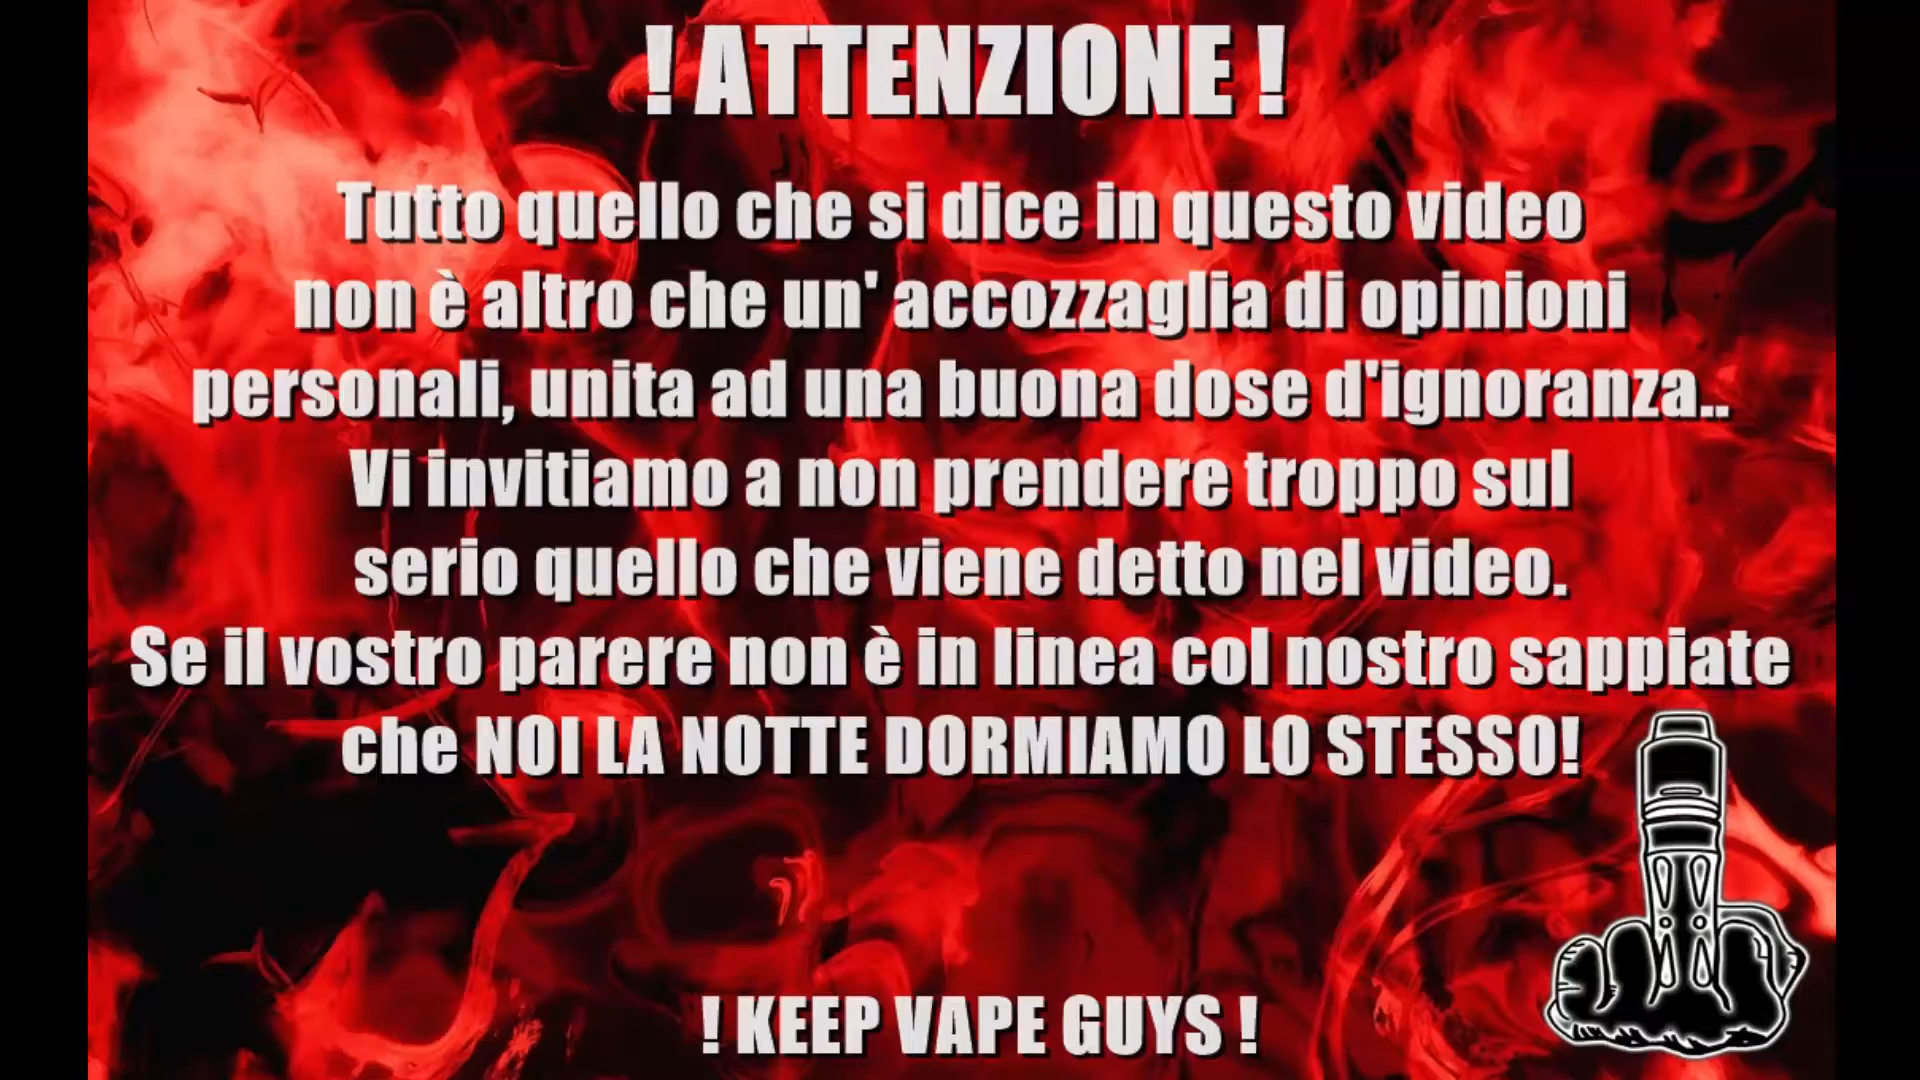 ! ATTENZIONE !
Tutto quello che si dice in questo video
non è altro che un' accozzaglia di opinioni
personali, unita ad una buona dose d'ignoranza..
Vi invitiamo a non prendere troppo sul
serio quello che viene detto nel video.
Se il vostro parere non è in linea col nostro sappiate
che NOI LA NOTTE DORMIAMO LO STESSO!
! KEEP VAPE GUYS !